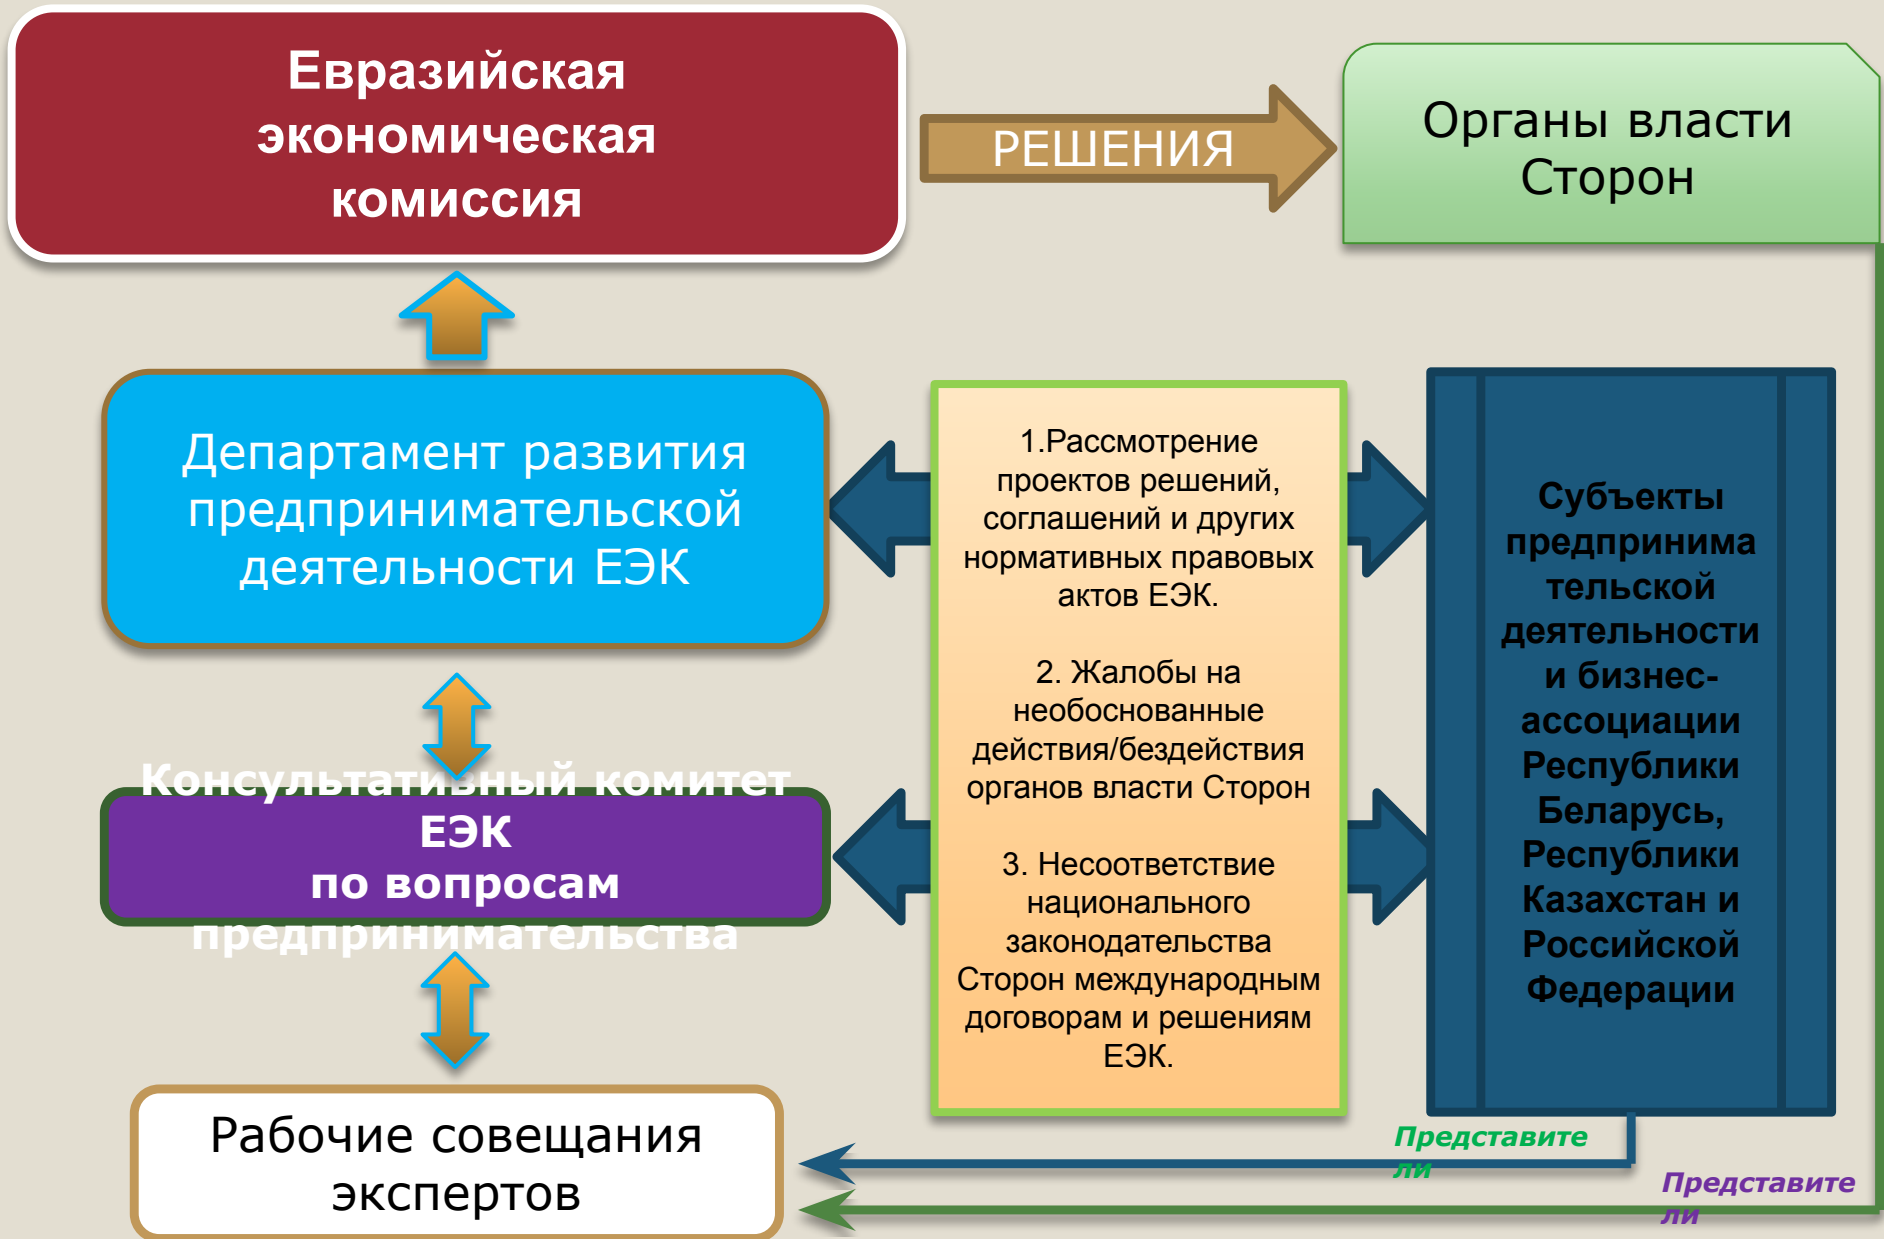 Евразийская
экономическая
комиссия
РЕШЕНИЯ
Органы власти
Сторон
Департамент развития
предпринимательской
деятельности ЕЭК
1.Рассмотрение
проектов решений,
соглашений и других
нормативных правовых
актов ЕЭК.
2. Жалобы на
необоснованные
действия/бездействия
органов власти Сторон
3. Несоответствие
национального
законодательства
Сторон международным
договорам и решениям
ЕЭК.
Субъекты
предпринима
тельской
деятельности
и бизнес-
ассоциации
Республики
Беларусь,
Республики
Казахстан и
Российской
Федерации
Консультативный комитет
ЕЭК
по вопросам
предпринимательства
Рабочие совещания
экспертов
Представите
ли
Представите
ли